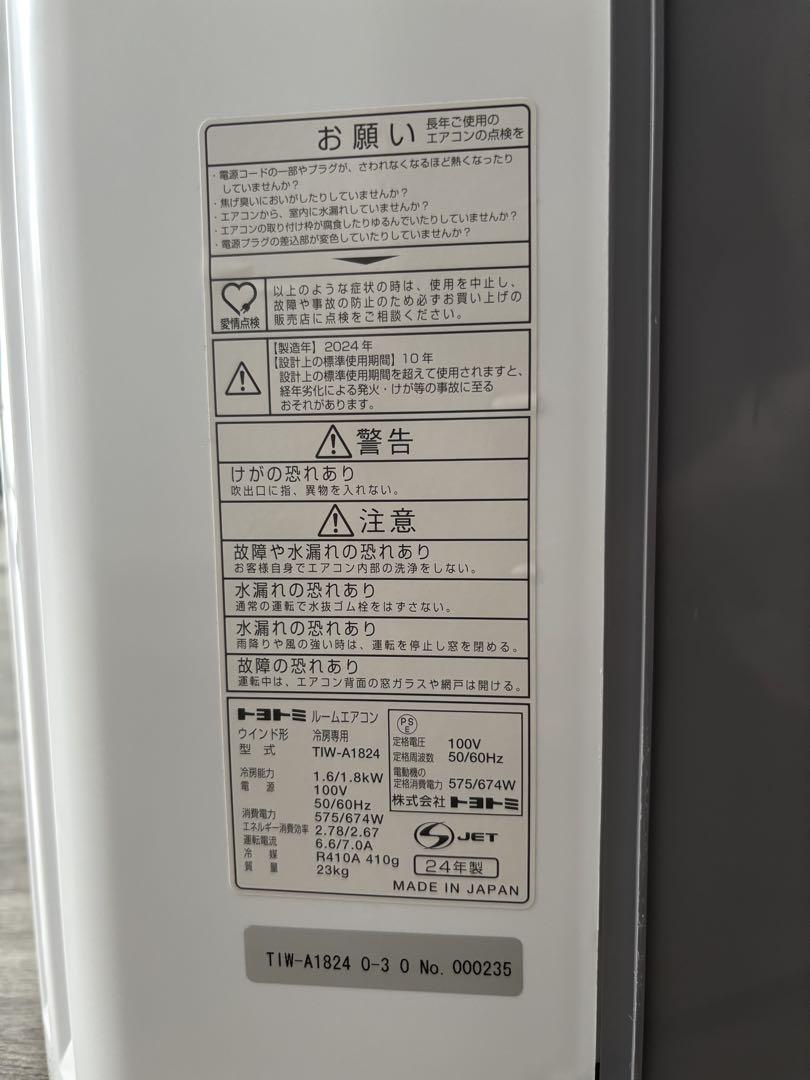 お願い 長年ご使用の
エアコンの点検を
・電源コードの一部やプラグが、さわれなくなるほど熱くなったり
していませんか？
・焦げ臭いにおいがしたりしていませんか？
・エアコンから、室内に水漏れしていませんか？
・エアコンの取り付け枠が腐食したりゆるんでいたりしていませんか？
・電源プラグの差込部が変色していたりしていませんか？
愛情点検
以上のような症状の時は、使用を中止し、
故障や事故の防止のため必ずお買い上げの
販売店に点検をご相談ください。
【製造年】2024年
【設計上の標準使用期間】10年
設計上の標準使用期間を超えて使用されますと、
経年劣化による発火・けが等の事故に至る
おそれがあります。
警告
けがの恐れあり
吹出口に指、異物を入れない。
注意
故障や水漏れの恐れあり
お客様自身でエアコン内部の洗浄をしない。
水漏れの恐れあり
通常の運転で水抜ゴム栓をはずさない。
水漏れの恐れあり
雨降りや風の強い時は、運転を停止し窓を閉める。
故障の恐れあり
運転中は、エアコン背面の窓ガラスや網戸は開ける。
トヨトミ ルームエアコン
ウインド形 冷房専用
型式 TIW-A1824
冷房能力 1.6/1.8kW
電源 100V
50/60Hz
消費電力 575/674W
エネルギー消費効率 2.78/2.67
運転電流 6.6/7.0A
冷媒 R410A 410g
質量 23kg
PSE
定格電圧 100V
定格周波数 50/60Hz
電動機の
定格消費電力 575/674W
株式会社トヨトミ
S JET
24年製
MADE IN JAPAN
TIW-A1824 0-3 0 No. 000235